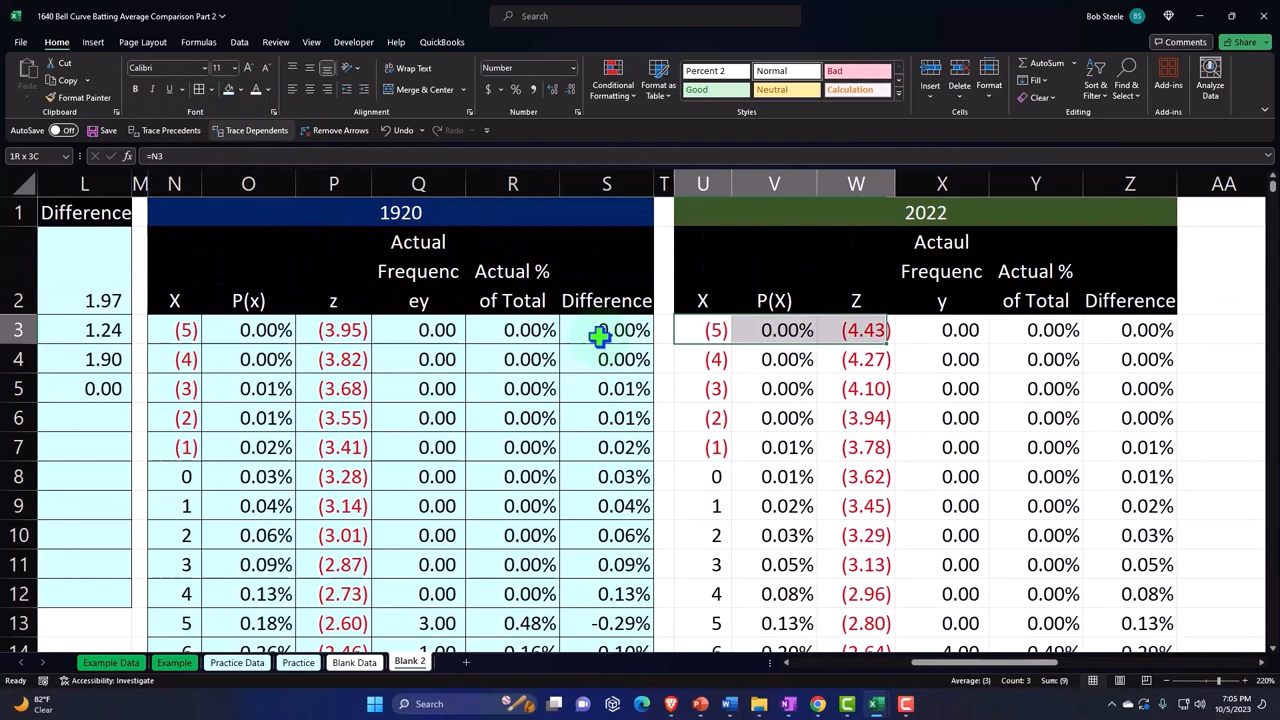 1640 Bell Curve Batting Average Comparison Part 2
Search
Bob Steele BS
File Home Insert Page Layout Formulas Data Review View Developer Automate Help QuickBooks
Comments Share
Cut
Copy
Format Painter
Clipboard
Calibri 11
Font
Wrap Text
Merge & Center
Alignment
Number
Number
Conditional Formatting
Format as Table
Percent 2 Normal Bad
Good Neutral Calculation
Styles
Insert Delete Format
Cells
AutoSum
Fill
Clear
Sort & Filter
Find & Select
Editing
Add-ins
Add-ins
Analyze Data
AutoSave Off Save Trace Precedents Trace Dependents Remove Arrows Undo Redo
1R x 3C fx =N3
L M N O P Q R S T U V W X Y Z AA
1 Difference 1920 2022
Actual Actaul
Frequenc Actual % Frequenc Actual %
2 1.97 X P(x) z ey of Total Difference X P(X) Z y of Total Difference
3 1.24 (5) 0.00% (3.95) 0.00 0.00% 0.00% (5) 0.00% (4.43) 0.00 0.00% 0.00%
4 1.90 (4) 0.00% (3.82) 0.00 0.00% 0.00% (4) 0.00% (4.27) 0.00 0.00% 0.00%
5 0.00 (3) 0.01% (3.68) 0.00 0.00% 0.01% (3) 0.00% (4.10) 0.00 0.00% 0.00%
6 (2) 0.01% (3.55) 0.00 0.00% 0.01% (2) 0.00% (3.94) 0.00 0.00% 0.00%
7 (1) 0.02% (3.41) 0.00 0.00% 0.02% (1) 0.01% (3.78) 0.00 0.00% 0.01%
8 0 0.03% (3.28) 0.00 0.00% 0.03% 0 0.01% (3.62) 0.00 0.00% 0.01%
9 1 0.04% (3.14) 0.00 0.00% 0.04% 1 0.02% (3.45) 0.00 0.00% 0.02%
10 2 0.06% (3.01) 0.00 0.00% 0.06% 2 0.03% (3.29) 0.00 0.00% 0.03%
11 3 0.09% (2.87) 0.00 0.00% 0.09% 3 0.05% (3.13) 0.00 0.00% 0.05%
12 4 0.13% (2.73) 0.00 0.00% 0.13% 4 0.08% (2.96) 0.00 0.00% 0.08%
13 5 0.18% (2.60) 3.00 0.48% -0.29% 5 0.13% (2.80) 0.00 0.00% 0.13%
Example Data Example Practice Data Practice Blank Data Blank 2
Ready Accessibility: Investigate Average: (3) Count: 3 Sum: (9) 220%
82°F
Clear
Search
7:05 PM
10/5/2023